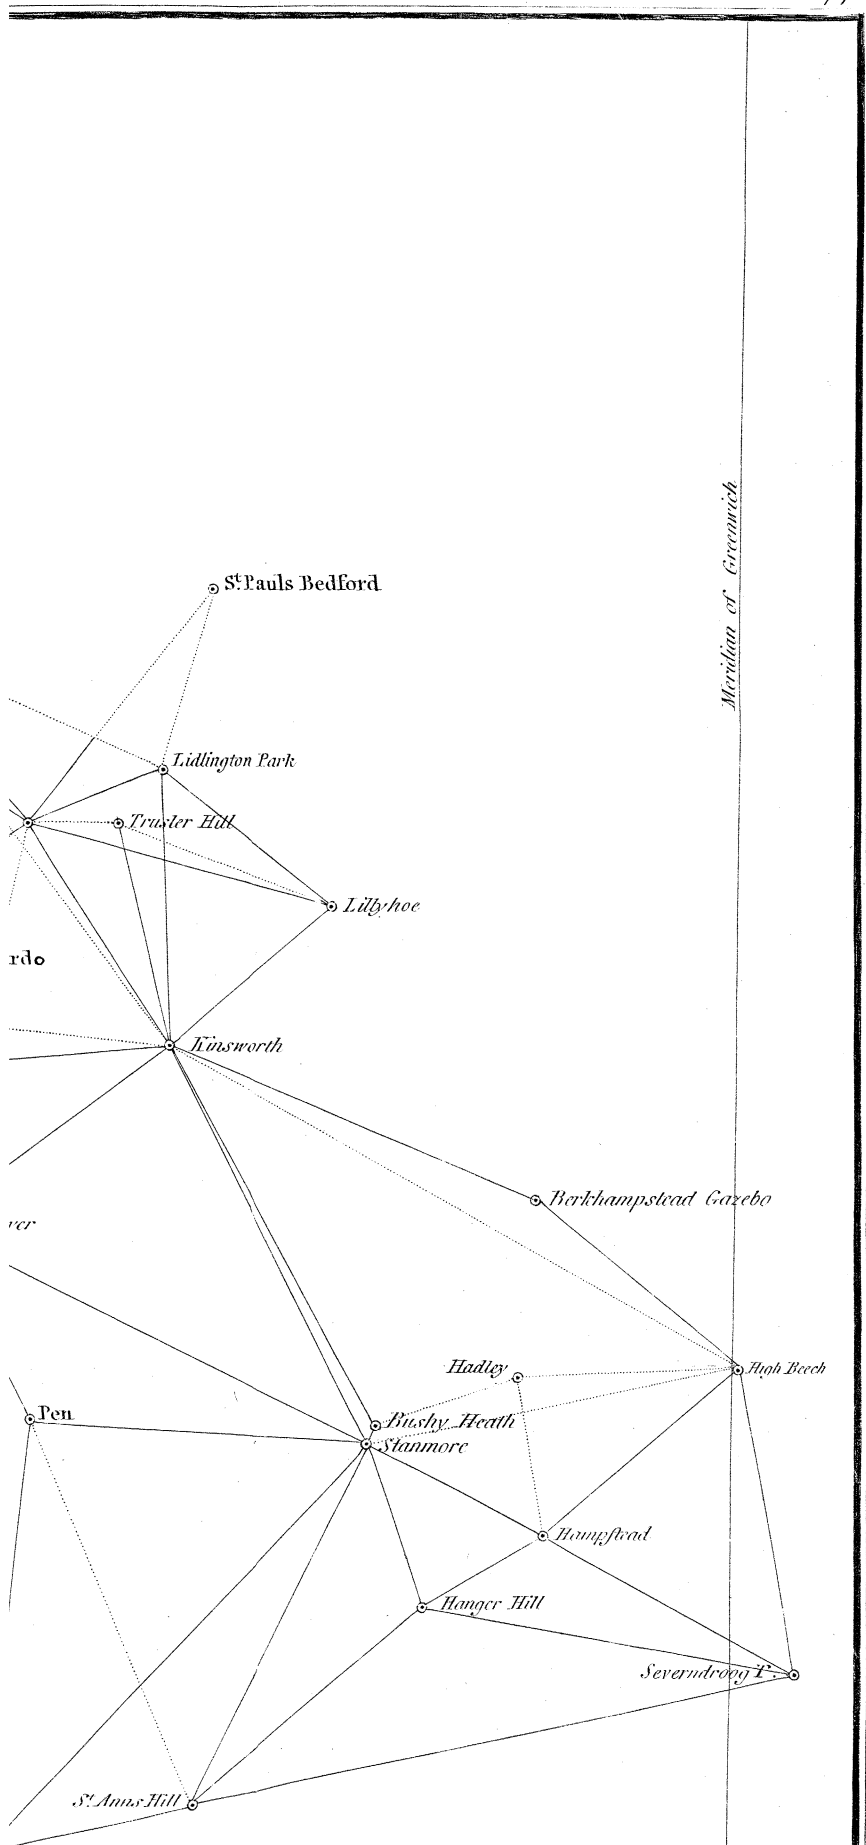 Meridian of Greenwich
St. Pauls Bedford
Lidlington Park
Trusler Hill
Lillyhoe
rdo
Kinsworth
Berkhampstead Gazebo
ver
Hadley
High Beech
Pen
Bushy Heath
Stanmore
Hampſtead
Hanger Hill
Severndroog T.
St. Anns Hill